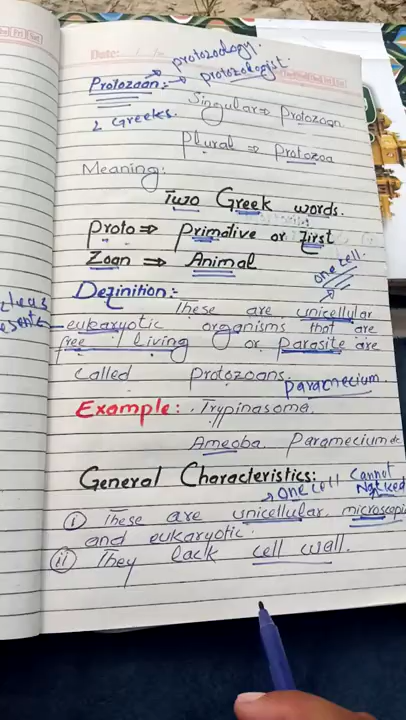 Date:
protozoology.
Protozoan:→ protozoologist.
2 Greeks.
Singular ⇒ Protozoan
Plural ⇒ Protozoa
Meaning:
Two Greek words.
Proto ⇒ Primative or First
Zoan ⇒ Animal
one cell.
Definition:-
These are unicellular
eukaryotic organisms that are
free living or Parasite are
called Protozoans.
paramecium.
Example: . Trypinasoma.
Ameoba. Paramecium etc
General Characteristics:
→ One cell Cannot
(i) These are unicellular, microscopic
and eukaryotic.
(ii) They lack cell wall.